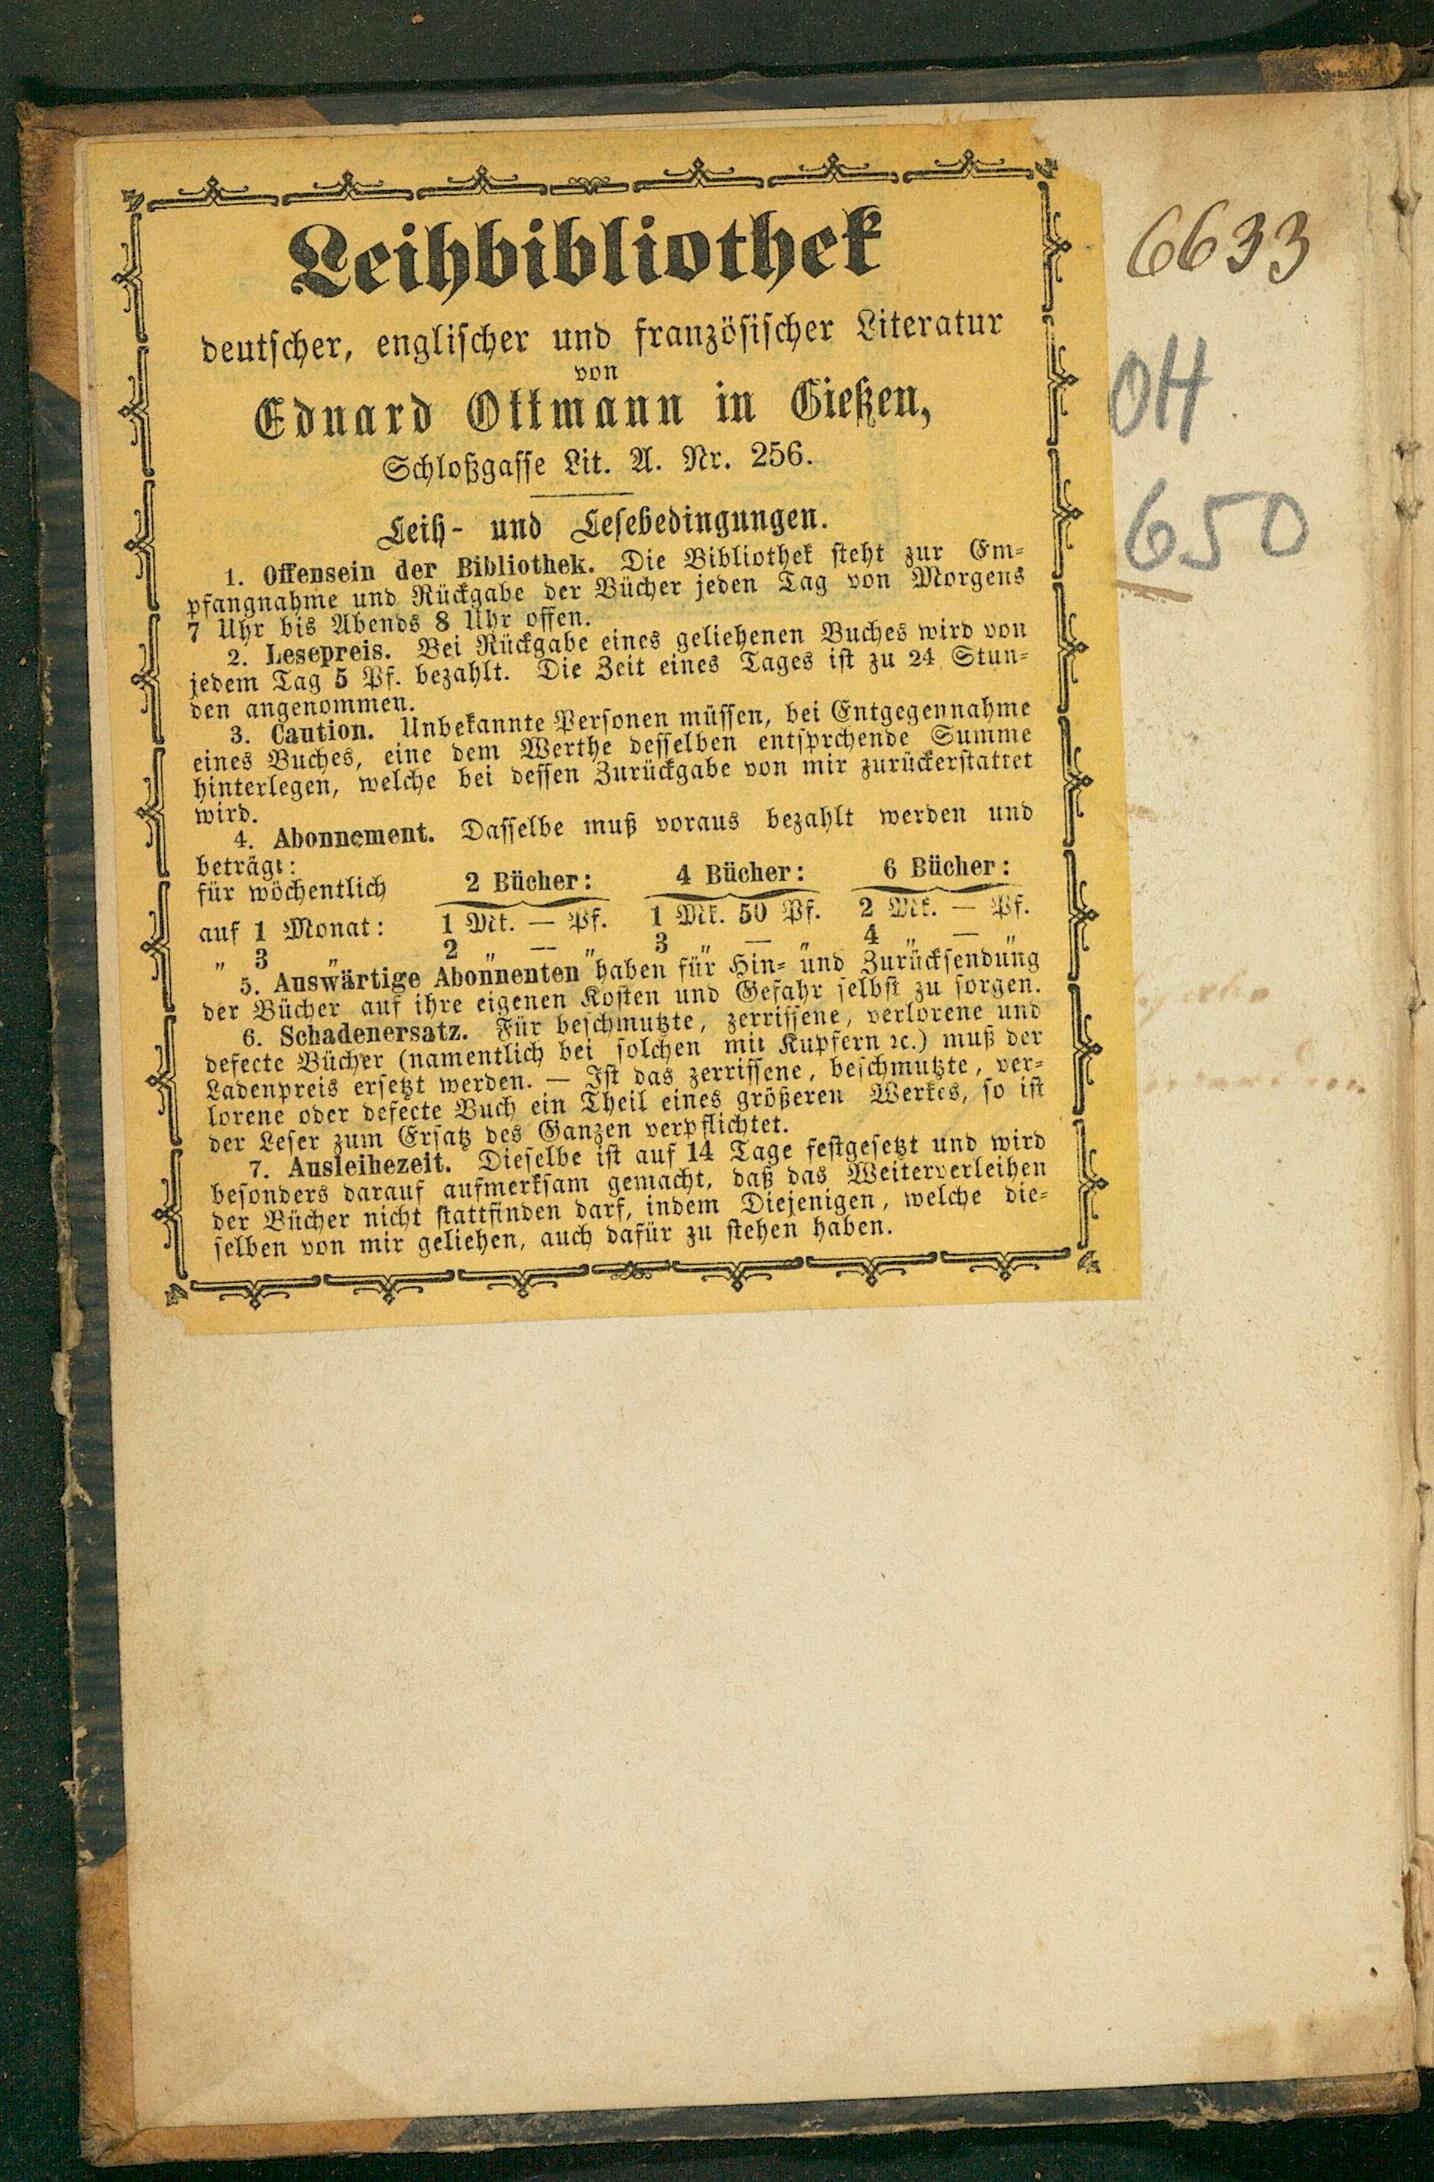 Leihbibliothek
deutscher, englischer und französischer Literatur
von
Eduard Ottmann in Gießen,
Schloßgasse Lit. A. Nr. 256.
Leih- und Lesebedingungen.
1. Offensein der Bibliothek. Die Bibliothek steht zur Em-
pfangnahme und Rückgabe der Bücher jeden Tag von Morgens
7 Uhr bis Abends 8 Uhr offen.
2. Lesepreis. Bei Rückgabe eines geliehenen Buches wird von
jedem Tag 5 Pf. bezahlt. Die Zeit eines Tages ist zu 24 Stun-
den angenommen.
3. Caution. Unbekannte Personen müssen, bei Entgegennahme
eines Buches, eine dem Werthe desselben entsprchende Summe
hinterlegen, welche bei dessen Zurückgabe von mir zurückerstattet
wird.
4. Abonnement. Dasselbe muß voraus bezahlt werden und
beträgt:
für wöchentlich 2 Bücher: 4 Bücher: 6 Bücher:
auf 1 Monat: 1 Mk. — Pf. 1 Mk. 50 Pf. 2 Mk. — Pf.
" 3 " 2 " — " 3 " — " 4 " — "
5. Auswärtige Abonnenten haben für Hin- und Zurücksendung
der Bücher auf ihre eigenen Kosten und Gefahr selbst zu sorgen.
6. Schadenersatz. Für beschmutzte, zerrissene, verlorene und
defecte Bücher (namentlich bei solchen mit Kupfern ꝛc.) muß der
Ladenpreis ersetzt werden. — Ist das zerrissene, beschmutzte, ver-
lorene oder defecte Buch ein Theil eines größeren Werkes, so ist
der Leser zum Ersatz des Ganzen verpflichtet.
7. Ausleihezeit. Dieselbe ist auf 14 Tage festgesetzt und wird
besonders darauf aufmerksam gemacht, daß das Weiterverleihen
der Bücher nicht stattfinden darf, indem Diejenigen, welche die-
selben von mir geliehen, auch dafür zu stehen haben.
6633
OH
650